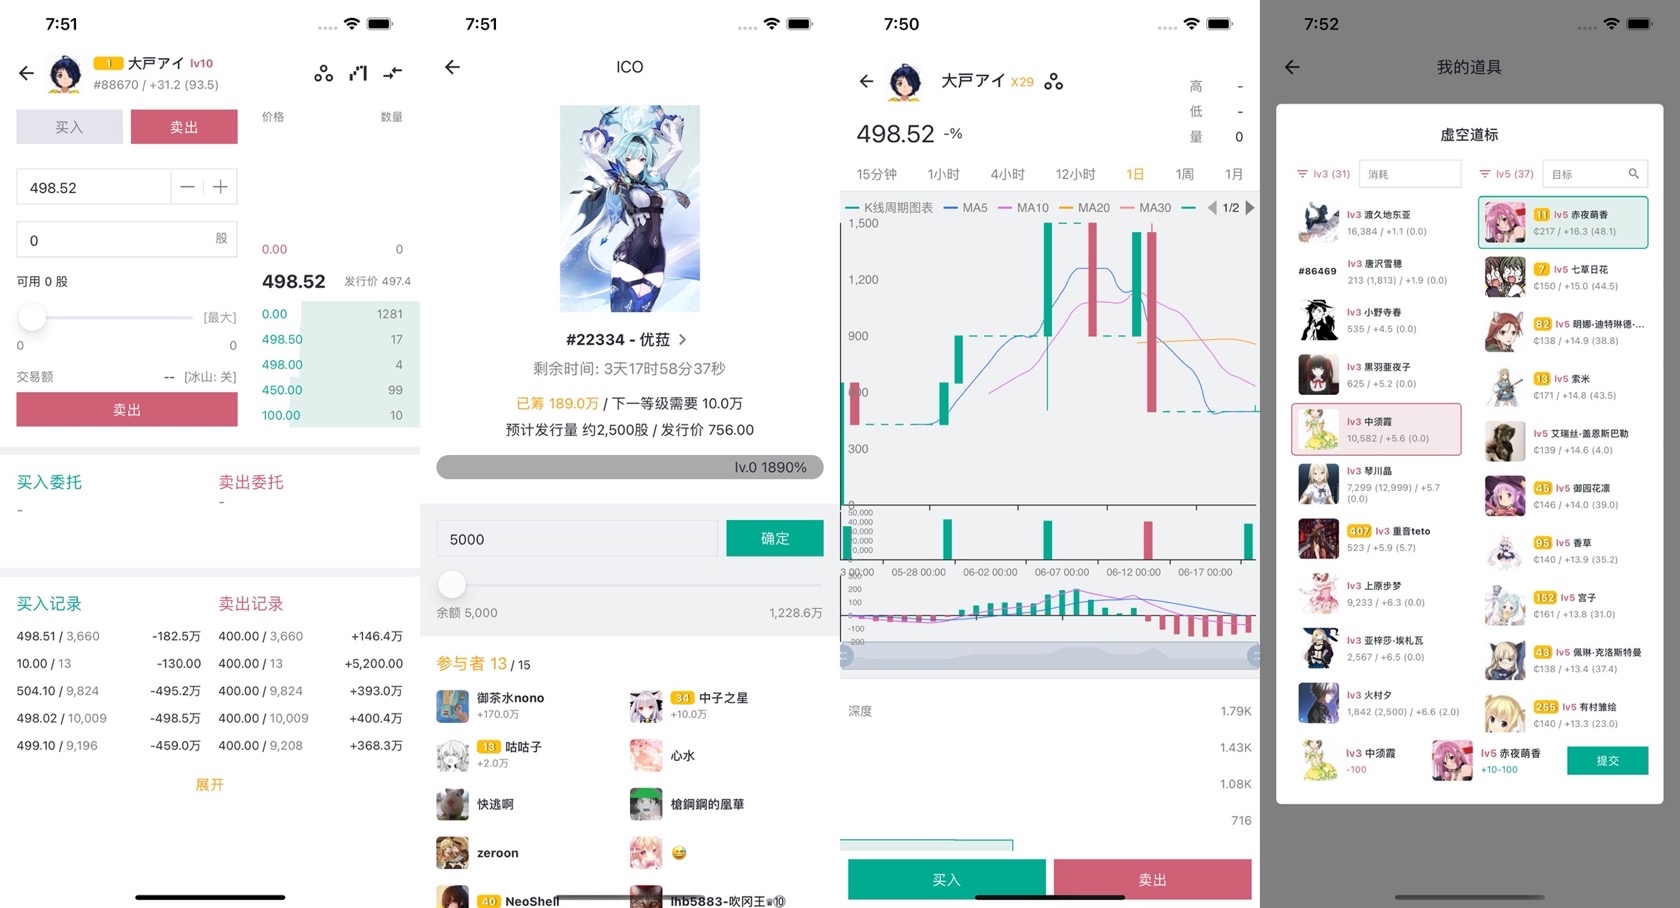 7:51
1 大戸アイ lv10
#88670 / +31.2 (93.5)
买入
卖出
价格
数量
498.52
0
股
可用 0 股
[最大]
0
0
交易额
-- [冰山: 关]
卖出
0.00 0
498.52 发行价 497.4
0.00 1281
498.50 17
498.00 4
450.00 99
100.00 10
买入委托
卖出委托
-
-
买入记录
卖出记录
498.51 / 3,660 -182.5万 400.00 / 3,660 +146.4万
10.00 / 13 -130.00 400.00 / 13 +5,200.00
504.10 / 9,824 -495.2万 400.00 / 9,824 +393.0万
498.02 / 10,009 -498.5万 400.00 / 10,009 +400.4万
499.10 / 9,196 -459.0万 400.00 / 9,208 +368.3万
展开
7:51
ICO
#22334 - 优菈
剩余时间: 3天17时58分37秒
已筹 189.0万 / 下一等级需要 10.0万
预计发行量 约2,500股 / 发行价 756.00
lv.0 1890%
5000
确定
余额 5,000
1,228.6万
参与者 13 / 15
御茶水nono
+170.0万
34 中子之星
+10.0万
13 咕咕子
+2.0万
心水
快逃啊
槍鋼鋼的凰華
zeroon
😅
40 NeoShell
lhb5883-吹冈王♛⑩
7:50
大戸アイ X29
498.52 -%
高 -
低 -
量 0
15分钟
1小时
4小时
12小时
1日
1周
1月
K线周期图表
MA5
MA10
MA20
MA30
1/2
1,500
1,200
900
600
300
0
50,000
40,000
30,000
20,000
10,000
3 00:00
05-28 00:00
06-02 00:00
06-07 00:00
06-12 00:00
06-17 00:00
300
200
100
0
-100
-200
深度
1.79K
1.43K
1.08K
716
买入
卖出
7:52
我的道具
虚空道标
lv3 (31)
消耗
lv5 (37)
目标
lv3 渡久地东亚
16,384 / +1.1 (0.0)
#86469
lv3 唐沢雪穗
213 (1,813) / +1.9 (0.0)
lv3 小野寺春
535 / +4.5 (0.0)
lv3 黑羽亜夜子
625 / +5.2 (0.0)
lv3 中须霞
10,582 / +5.6 (0.0)
lv3 琴川晶
7,299 (12,999) / +5.7
(0.0)
407 lv3 重音teto
523 / +5.9 (5.7)
lv3 上原步梦
9,233 / +6.3 (0.0)
lv3 亚梓莎·埃札瓦
2,567 / +6.5 (0.0)
lv3 火村夕
1,842 (2,500) / +6.6 (2.0)
11 lv5 赤夜萌香
₵217 / +16.3 (48.1)
7 lv5 七草日花
₵150 / +15.0 (44.5)
82 lv5 明娜·迪特琳德·...
₵138 / +14.9 (38.8)
13 lv5 索米
₵171 / +14.8 (43.5)
lv5 艾瑞丝·盖恩斯巴勒
₵139 / +14.6 (4.0)
45 lv5 御园花凛
₵146 / +14.0 (39.0)
95 lv5 香草
₵140 / +13.9 (35.2)
152 lv5 宫子
₵161 / +13.8 (31.0)
43 lv5 佩琳·克洛斯特曼
₵138 / +13.4 (37.4)
255 lv5 有村雏绘
₵140 / +13.3 (23.0)
lv3 中须霞
-100
lv5 赤夜萌香
+10-100
提交